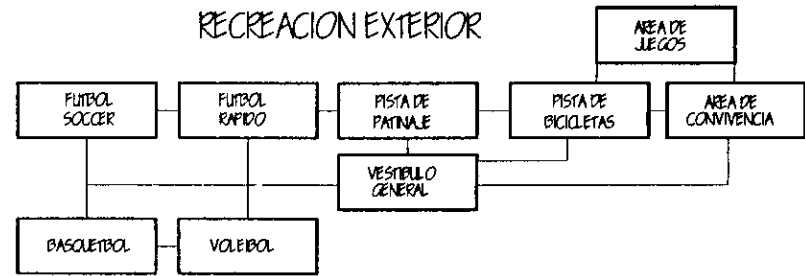 RECREACION EXTERIOR
AREA DE
JUEGOS
FUTBOL
SOCCER
FUTBOL
RAPIDO
PISTA DE
PATINAJE
PISTA DE
BICICLETAS
AREA DE
CONVIVENCIA
VESTIBULO
GENERAL
BASQUETBOL
VOLEIBOL